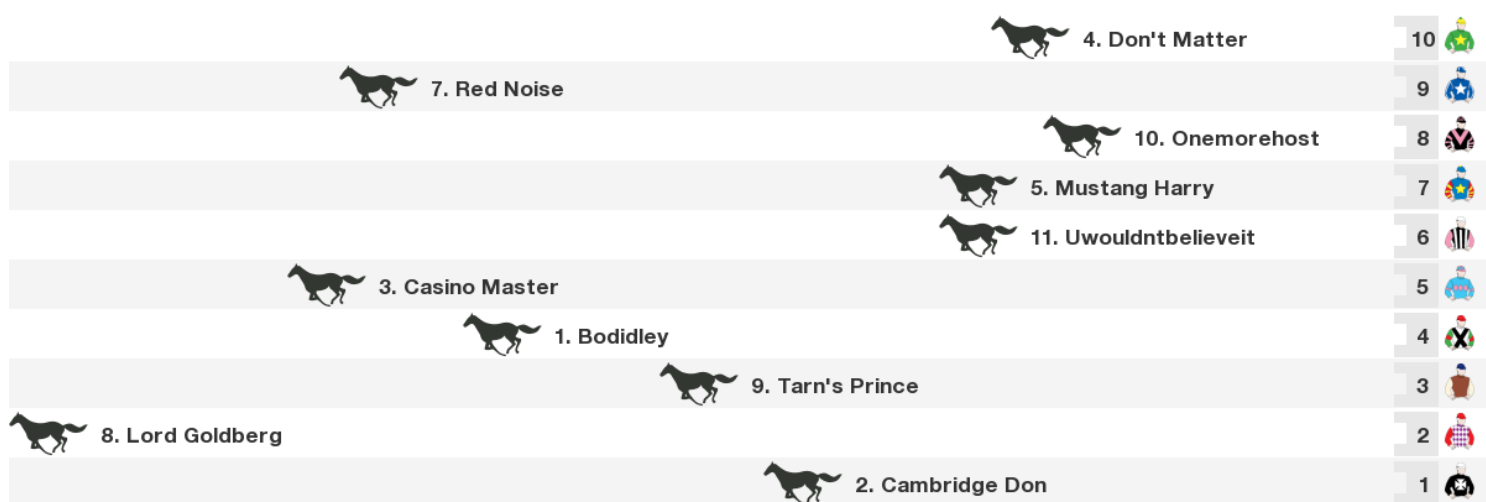 4. Don't Matter 10
7. Red Noise 9
10. Onemorehost 8
5. Mustang Harry 7
11. Uwouldntbelieveit 6
3. Casino Master 5
1. Bodidley 4
9. Tarn's Prince 3
8. Lord Goldberg 2
2. Cambridge Don 1